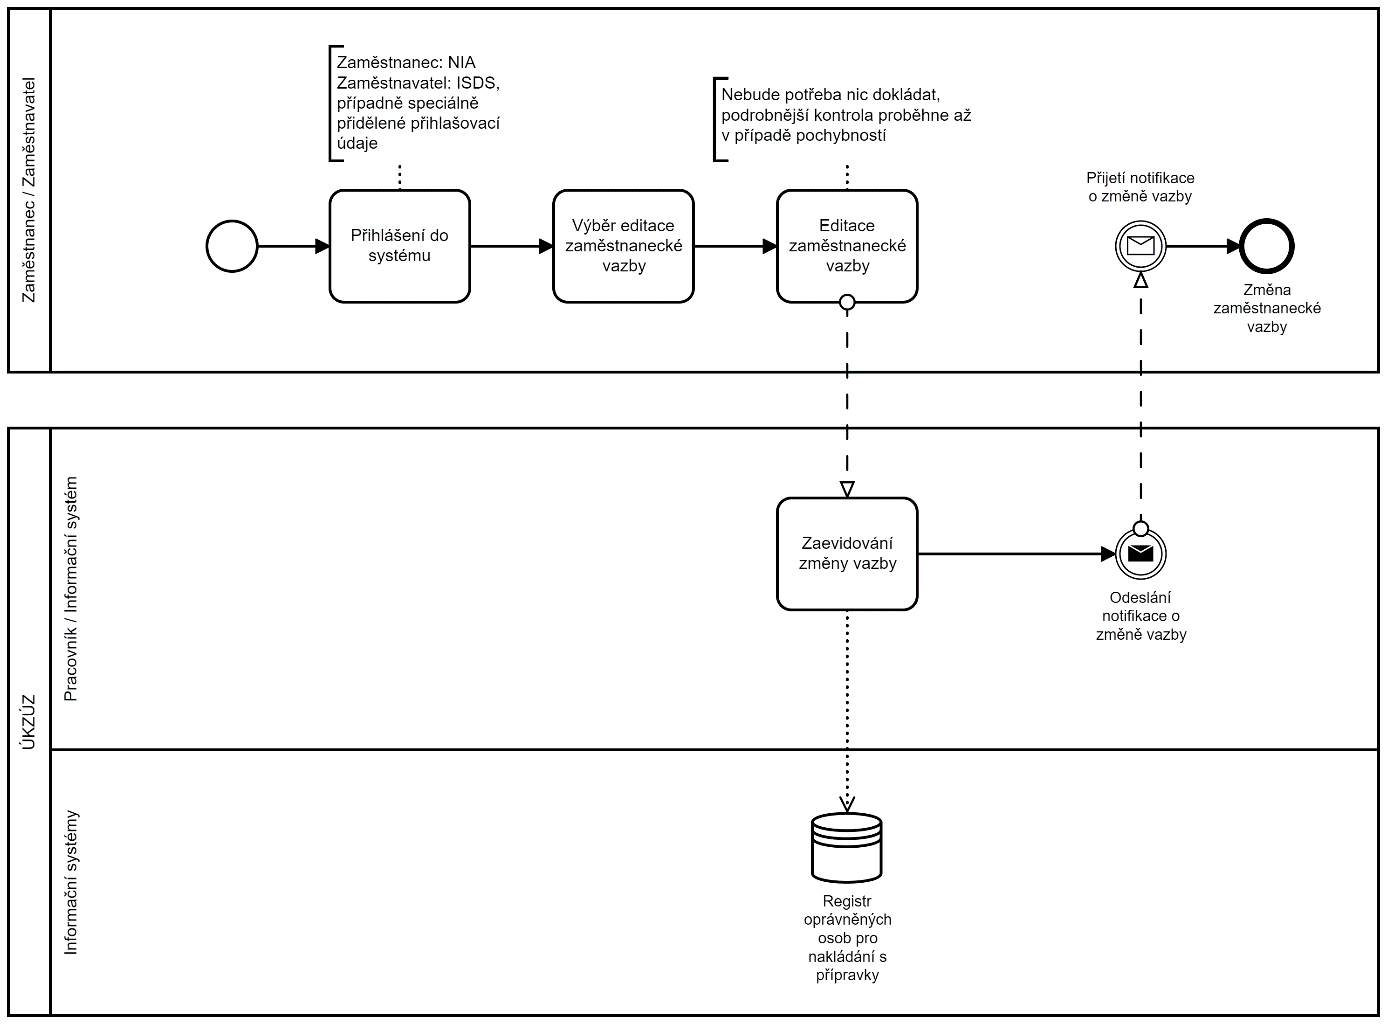 Zaměstnanec / Zaměstnavatel
Zaměstnanec: NIA
Zaměstnavatel: ISDS,
případně speciálně
přidělené přihlašovací
údaje
Nebude potřeba nic dokládat,
podrobnější kontrola proběhne až
v případě pochybností
Přihlášení do
systému
Výběr editace
zaměstnanecké
vazby
Editace
zaměstnanecké
vazby
Přijetí notifikace
o změně vazby
Změna
zaměstnanecké
vazby
ÚKZÚZ
Pracovník / Informační systém
Zaevidování
změny vazby
Odeslání
notifikace o
změně vazby
Informační systémy
Registr
oprávněných
osob pro
nakládání s
přípravky